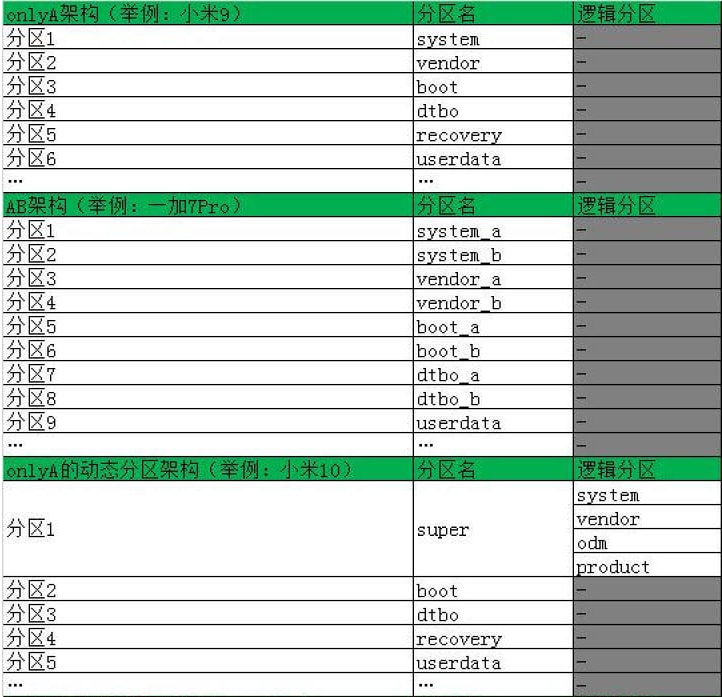 onlyA架构（举例：小米9） 分区名 逻辑分区
分区1 system -
分区2 vendor -
分区3 boot -
分区4 dtbo -
分区5 recovery -
分区6 userdata -
… … -
AB架构（举例：一加7Pro） 分区名 逻辑分区
分区1 system_a -
分区2 system_b -
分区3 vendor_a -
分区4 vendor_b -
分区5 boot_a -
分区6 boot_b -
分区7 dtbo_a -
分区8 dtbo_b -
分区9 userdata -
… … -
onlyA的动态分区架构（举例：小米10） 分区名 逻辑分区
分区1 super system
vendor
odm
product
分区2 boot -
分区3 dtbo -
分区4 recovery -
分区5 userdata -
… … -